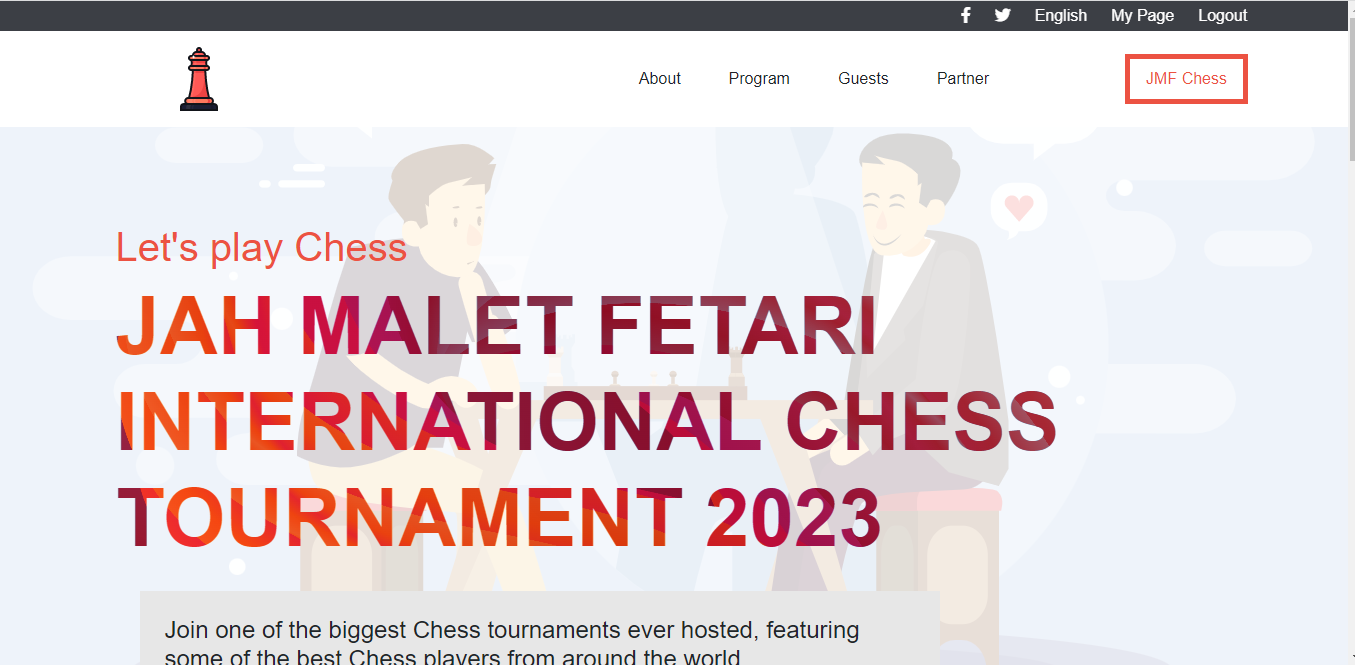 English My Page Logout
About Program Guests Partner JMF Chess
Let's play Chess
JAH MALET FETARI
INTERNATIONAL CHESS
TOURNAMENT 2023
Join one of the biggest Chess tournaments ever hosted, featuring
some of the best Chess players from around the world